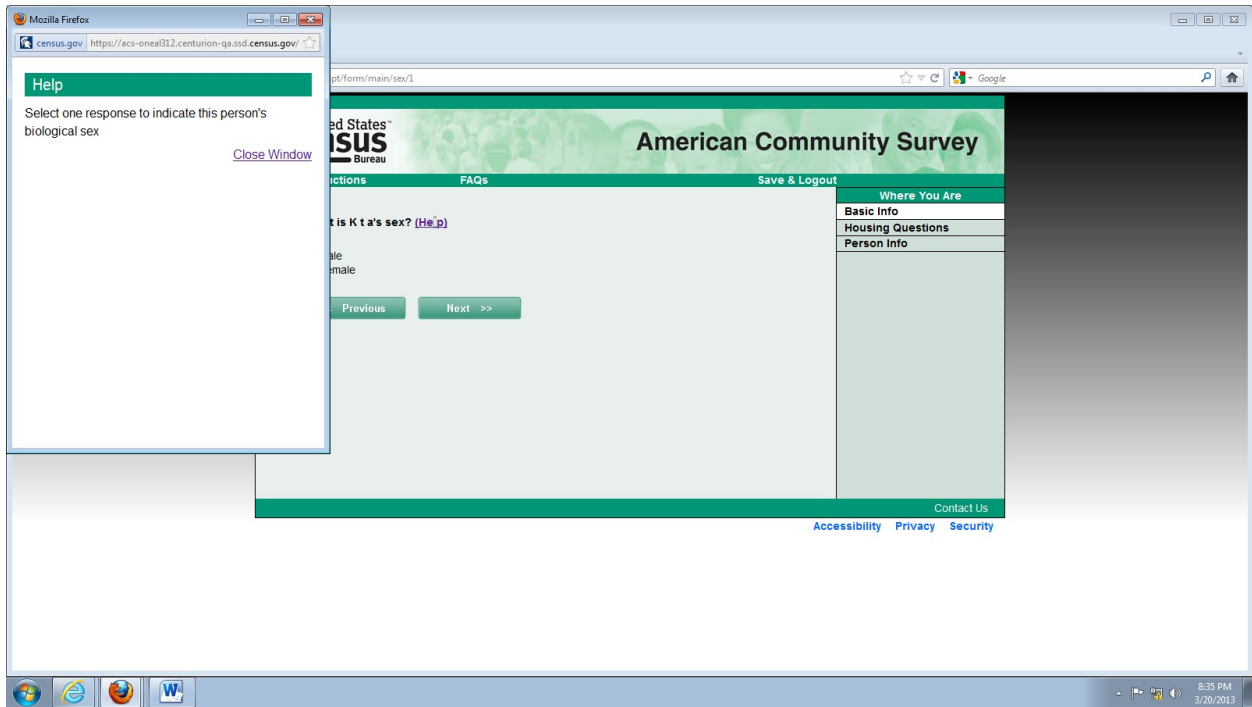 Mozilla Firefox
census.gov https://acs-oneal312.centurion-qa.ssd.census.gov/
Help
Select one response to indicate this person's
biological sex
Close Window
pt/form/main/sex/1
Google
ed States
nsus
Bureau
American Community Survey
uctions FAQs Save & Logout
Where You Are
Basic Info
Housing Questions
Person Info
t is K t a's sex? (Help)
ale
emale
Previous Next >>
Contact Us
Accessibility Privacy Security
W
8:35 PM
3/20/2013